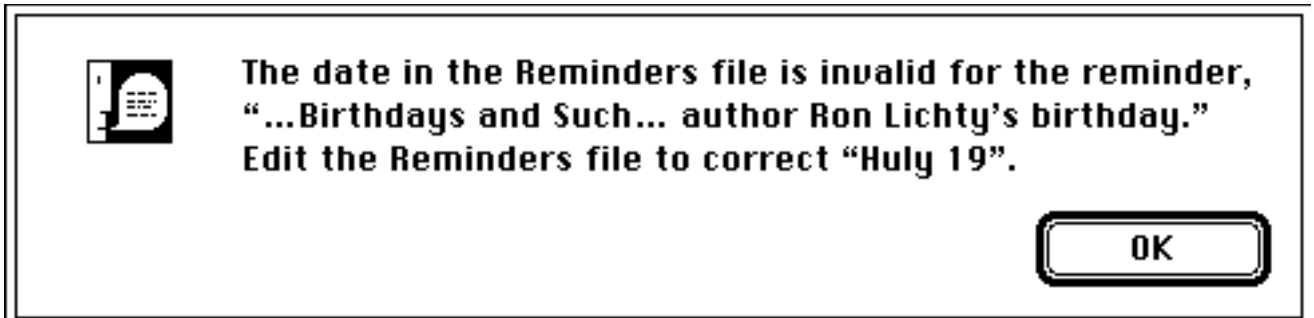 The date in the Reminders file is invalid for the reminder,
“...Birthdays and Such... author Ron Lichty's birthday.”
Edit the Reminders file to correct “Huly 19”.
OK